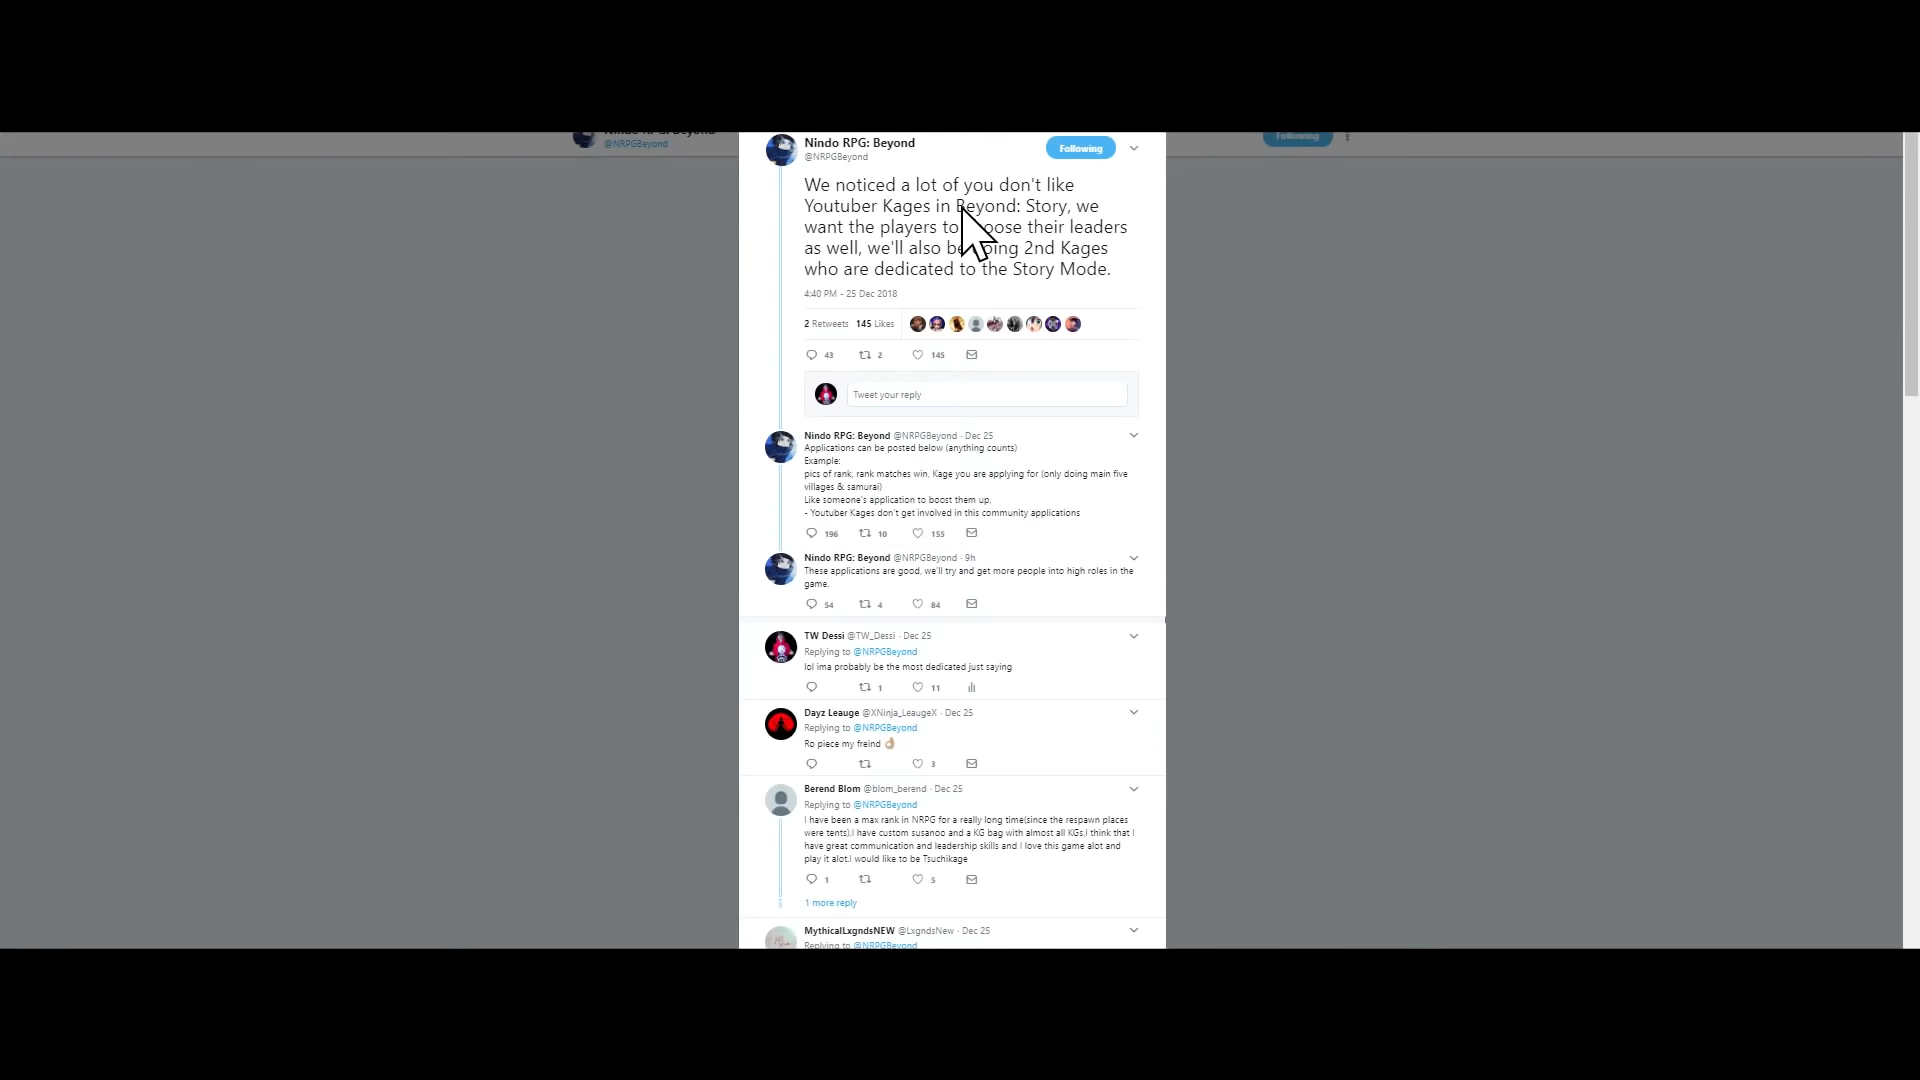 Nindo RPG: Beyond
@NRPGBeyond
Following
Nindo RPG: Beyond
Following
@NRPGBeyond
We noticed a lot of you don't like
Youtuber Kages in Beyond: Story, we
want the players to oose their leaders
as well, we'll also be oing 2nd Kages
who are dedicated to the Story Mode.
4:40 PM - 25 Dec 2018
2 Retweets 145 Likes
43 2 145
Tweet your reply
Nindo RPG: Beyond @NRPGBeyond · Dec 25
Applications can be posted below (anything counts)
Example:
pics of rank, rank matches win, Kage you are applying for (only doing main five
villages & samurai)
Like someone's application to boost them up,
- Youtuber Kages don't get involved in this community applications
196 10 155
Nindo RPG: Beyond @NRPGBeyond · 9h
These applications are good, we'll try and get more people into high roles in the
game.
54 4 84
TW Dessi @TW_Dessi · Dec 25
Replying to @NRPGBeyond
lol ima probably be the most dedicated just saying
1 11
Dayz Leauge @XNinja_LeaugeX · Dec 25
Replying to @NRPGBeyond
Ro piece my freind 👌
3
Berend Blom @blom_berend · Dec 25
Replying to @NRPGBeyond
I have been a max rank in NRPG for a really long time(since the respawn places
were tents).I have custom susanoo and a KG bag with almost all KGs,I think that I
have great communication and leadership skills and I love this game alot and
play it alot.I would like to be Tsuchikage
1 5
1 more reply
MythicalLxgndsNEW @LxgndsNew · Dec 25
Replying to @NRPGBeyond